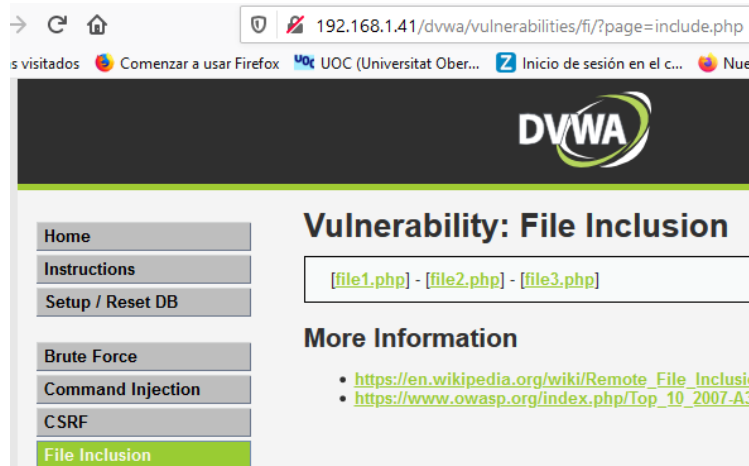 192.168.1.41/dvwa/vulnerabilities/fi/?page=include.php
visitados Comenzar a usar Firefox UOC UOC (Universitat Ober... Z Inicio de sesión en el c... Nue
DVWA
Home
Instructions
Setup / Reset DB
Brute Force
Command Injection
CSRF
File Inclusion
Vulnerability: File Inclusion
[file1.php] - [file2.php] - [file3.php]
More Information
• https://en.wikipedia.org/wiki/Remote_File_Inclusi
• https://www.owasp.org/index.php/Top_10_2007-A3